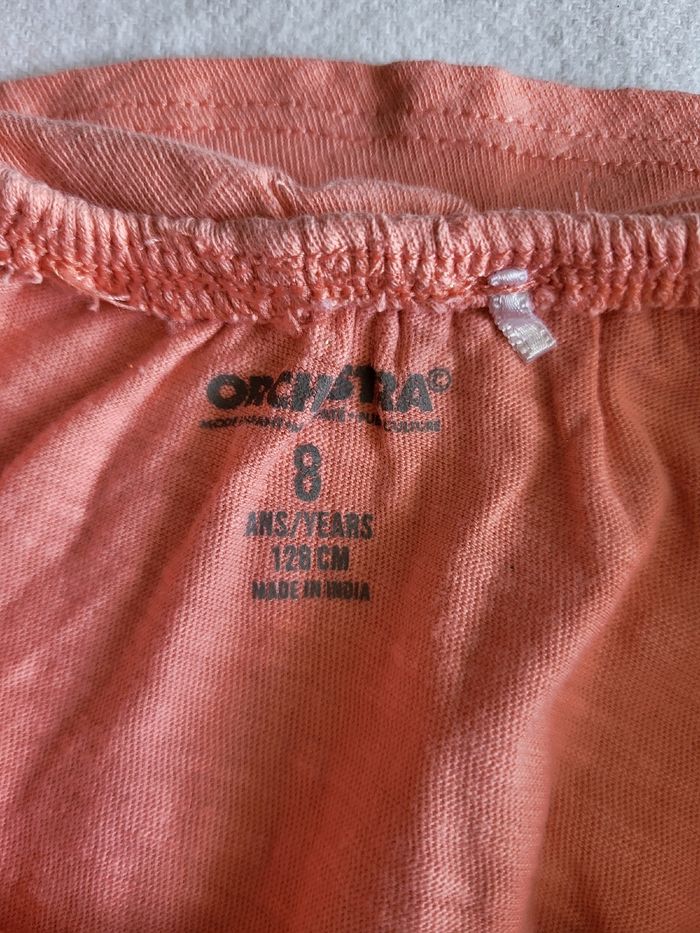 ORCHESTRA©
8
ANS/YEARS
128 CM
MADE IN INDIA